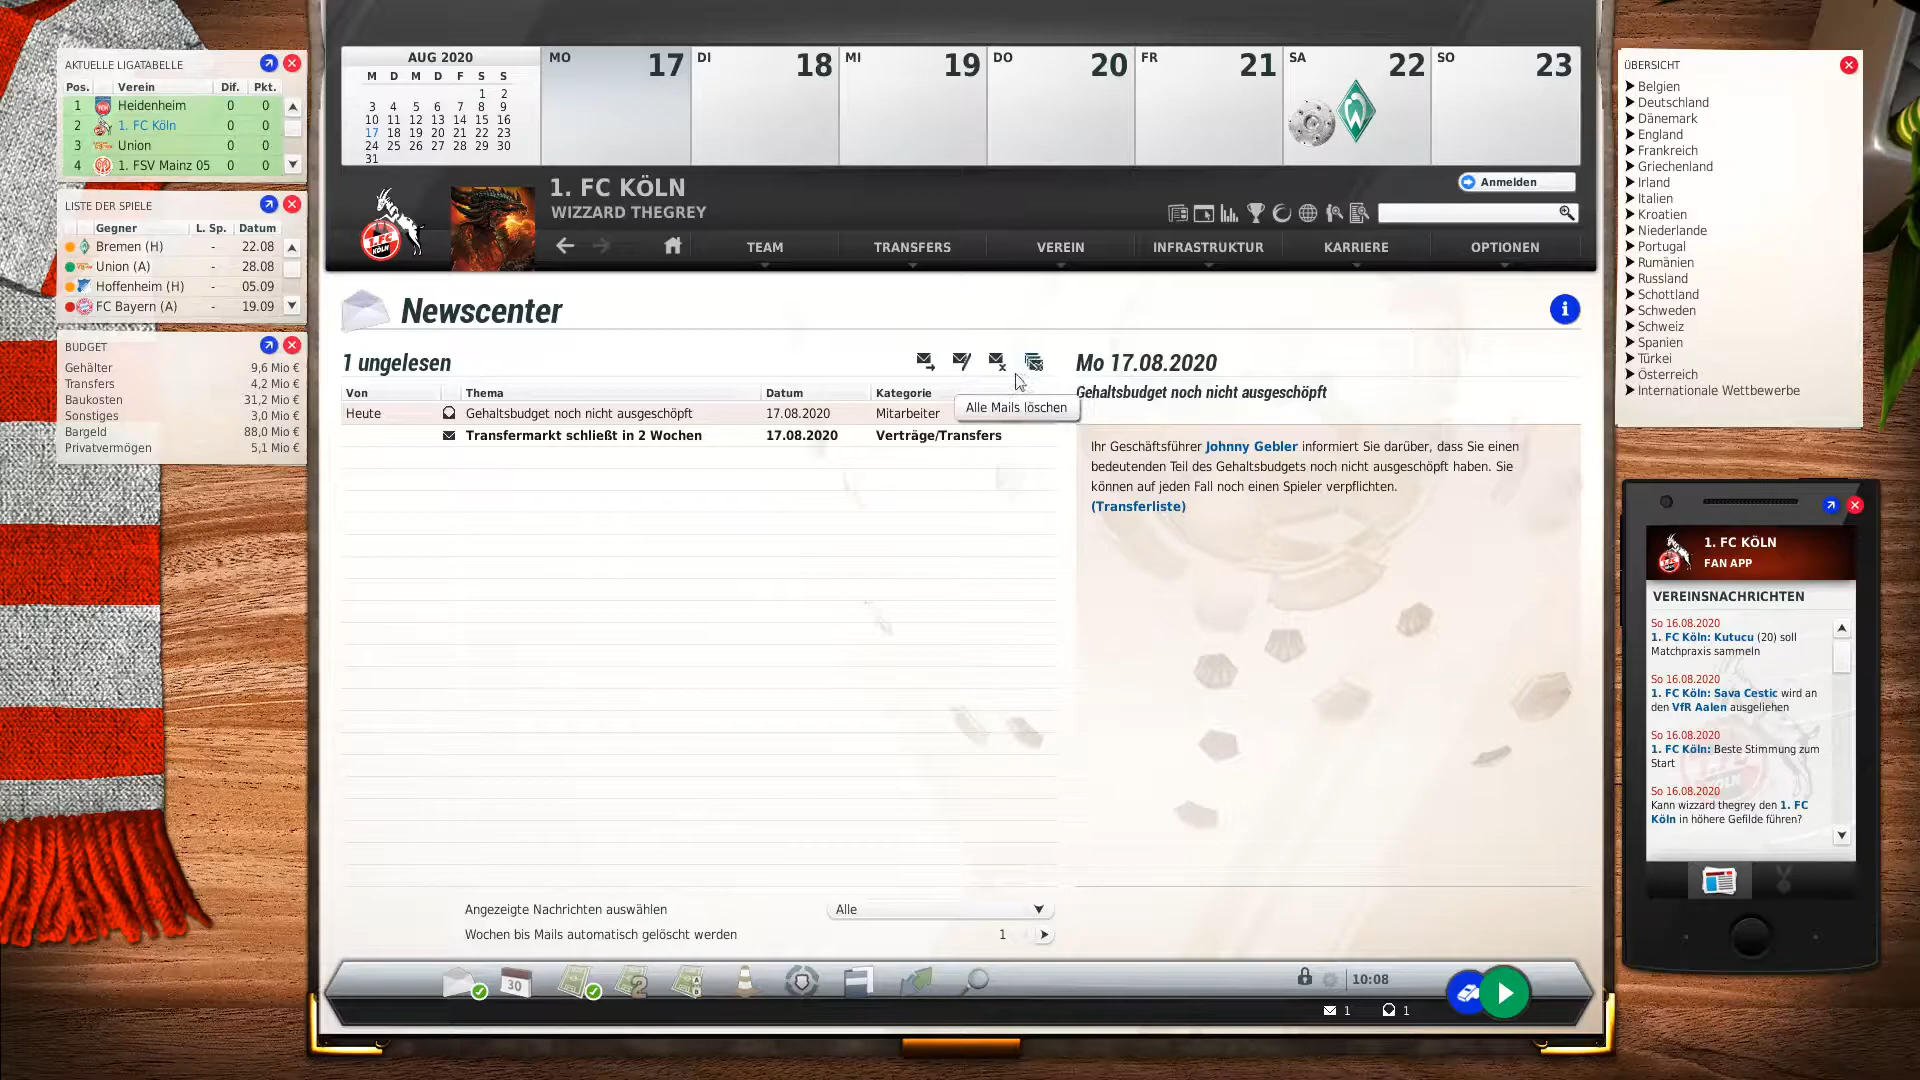 AKTUELLE LIGATABELLE
Pos. Verein Dif. Pkt.
1 Heidenheim 0 0
2 1. FC Köln 0 0
3 Union 0 0
4 1. FSV Mainz 05 0 0
LISTE DER SPIELE
Gegner L. Sp. Datum
Bremen (H) - 22.08
Union (A) - 28.08
Hoffenheim (H) - 05.09
FC Bayern (A) - 19.09
BUDGET
Gehälter 9,6 Mio €
Transfers 4,2 Mio €
Baukosten 31,2 Mio €
Sonstiges 3,0 Mio €
Bargeld 88,0 Mio €
Privatvermögen 5,1 Mio €
AUG 2020
M D M D F S S
1 2
3 4 5 6 7 8 9
10 11 12 13 14 15 16
17 18 19 20 21 22 23
24 25 26 27 28 29 30
31
MO 17 DI 18 MI 19 DO 20 FR 21 SA 22 SO 23
1. FC KÖLN
WIZZARD THEGREY
Anmelden
TEAM TRANSFERS VEREIN INFRASTRUKTUR KARRIERE OPTIONEN
Newscenter
1 ungelesen
Von Thema Datum Kategorie
Heute Gehaltsbudget noch nicht ausgeschöpft 17.08.2020 Mitarbeiter
Transfermarkt schließt in 2 Wochen 17.08.2020 Verträge/Transfers
Alle Mails löschen
Mo 17.08.2020
Gehaltsbudget noch nicht ausgeschöpft
Ihr Geschäftsführer Johnny Gebler informiert Sie darüber, dass Sie einen
bedeutenden Teil des Gehaltsbudgets noch nicht ausgeschöpft haben. Sie
können auf jeden Fall noch einen Spieler verpflichten.
(Transferliste)
Angezeigte Nachrichten auswählen Alle
Wochen bis Mails automatisch gelöscht werden 1
30
10:08
1 1
ÜBERSICHT
Belgien
Deutschland
Dänemark
England
Frankreich
Griechenland
Irland
Italien
Kroatien
Niederlande
Portugal
Rumänien
Russland
Schottland
Schweden
Schweiz
Spanien
Türkei
Österreich
Internationale Wettbewerbe
1. FC KÖLN
FAN APP
VEREINSNACHRICHTEN
So 16.08.2020
1. FC Köln: Kutucu (20) soll
Matchpraxis sammeln
So 16.08.2020
1. FC Köln: Sava Cestic wird an
den VfR Aalen ausgeliehen
So 16.08.2020
1. FC Köln: Beste Stimmung zum
Start
So 16.08.2020
Kann wizzard thegrey den 1. FC
Köln in höhere Gefilde führen?